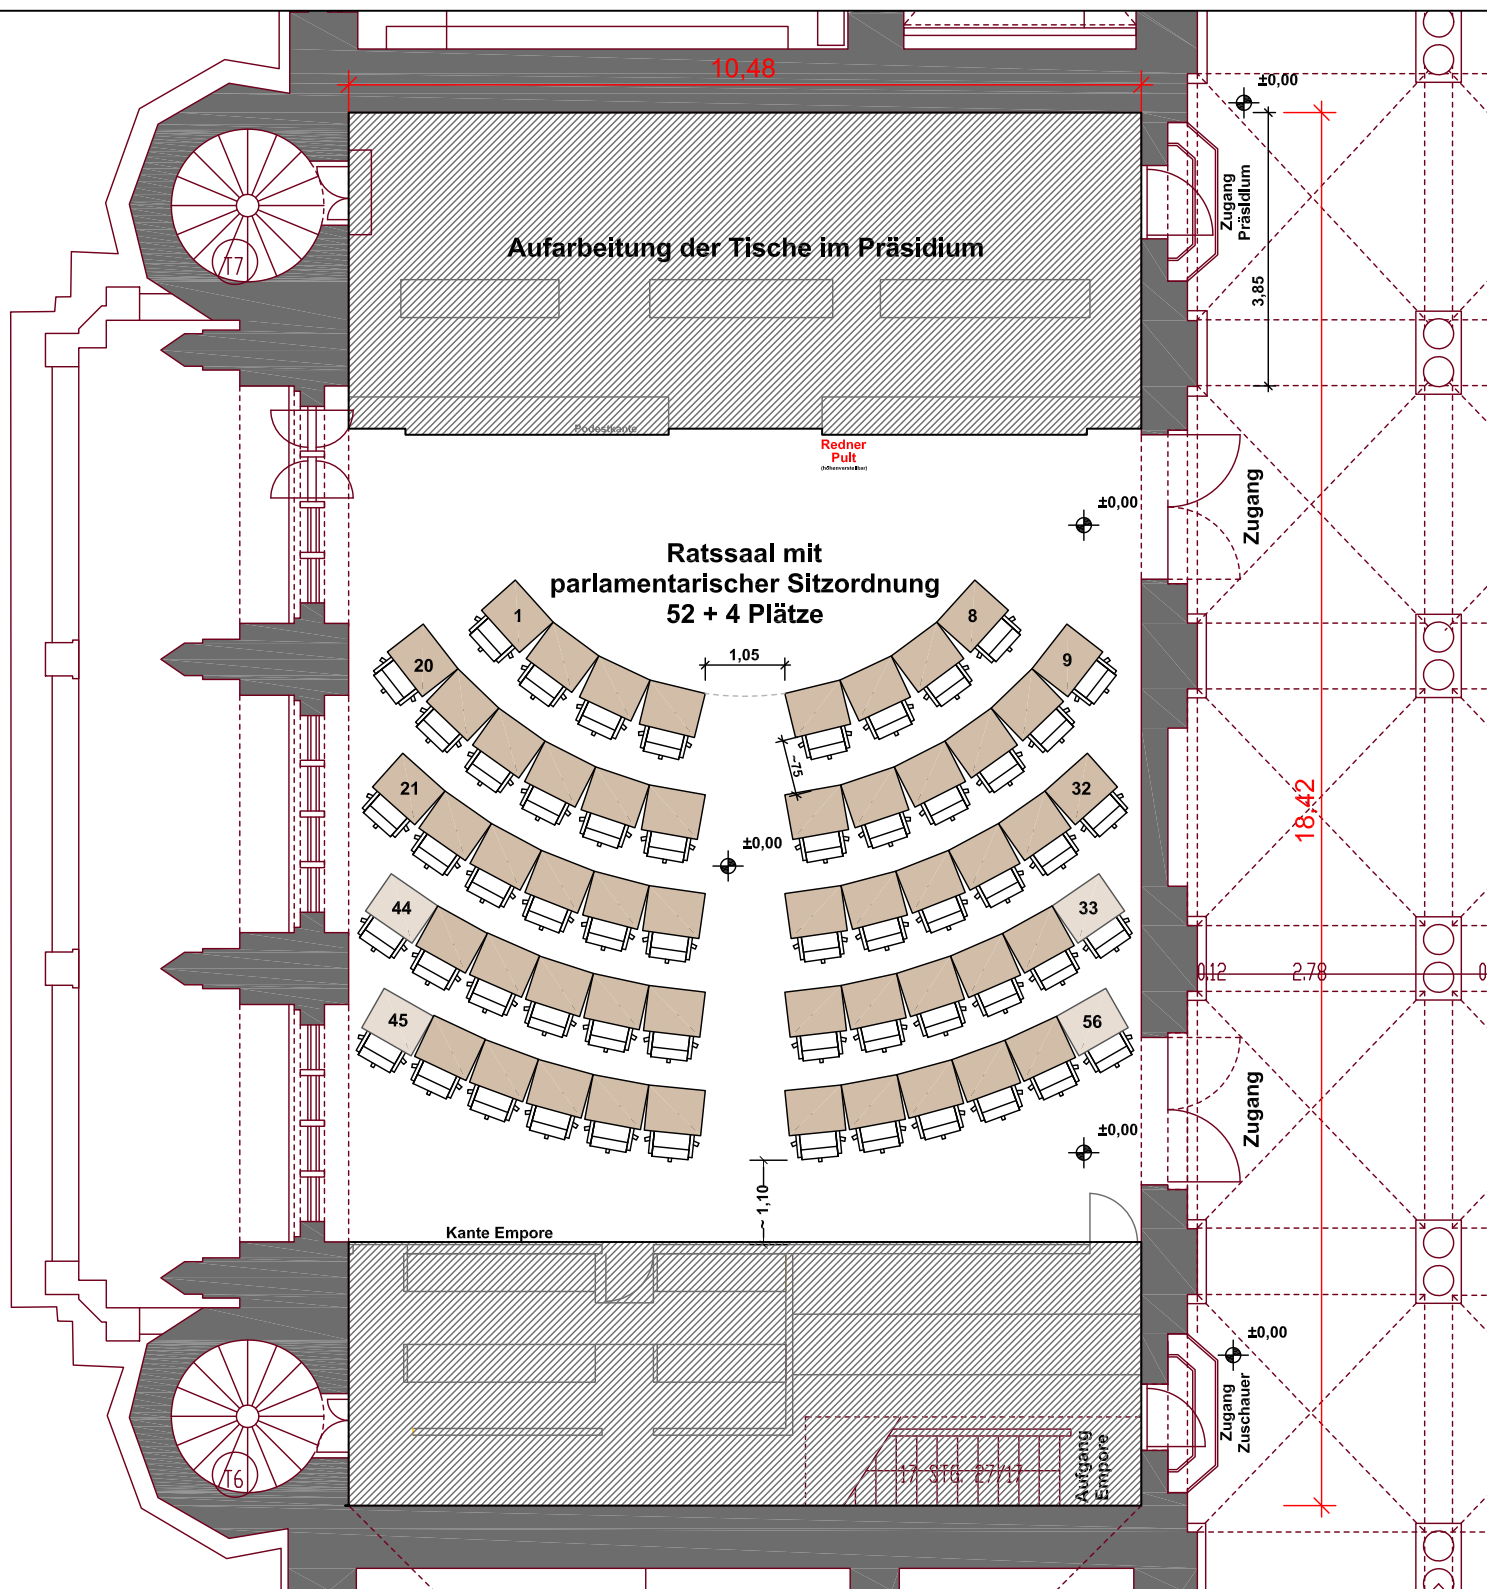 10,48
±0,00
Zugang
Präsidium
3,85
T7
Aufarbeitung der Tische im Präsidium
Podestkante
Redner
Pult
(höhenverstellbar)
±0,00
Zugang
Ratssaal mit
parlamentarischer Sitzordnung
52 + 4 Plätze
1
8
20
9
1,05
~75
21
32
18,42
±0,00
44
33
0,12
2,78
45
56
Zugang
±0,00
~ 1,10
Kante Empore
±0,00
Zugang
Zuschauer
T6
17 STG. 27/17
Aufgang
Empore